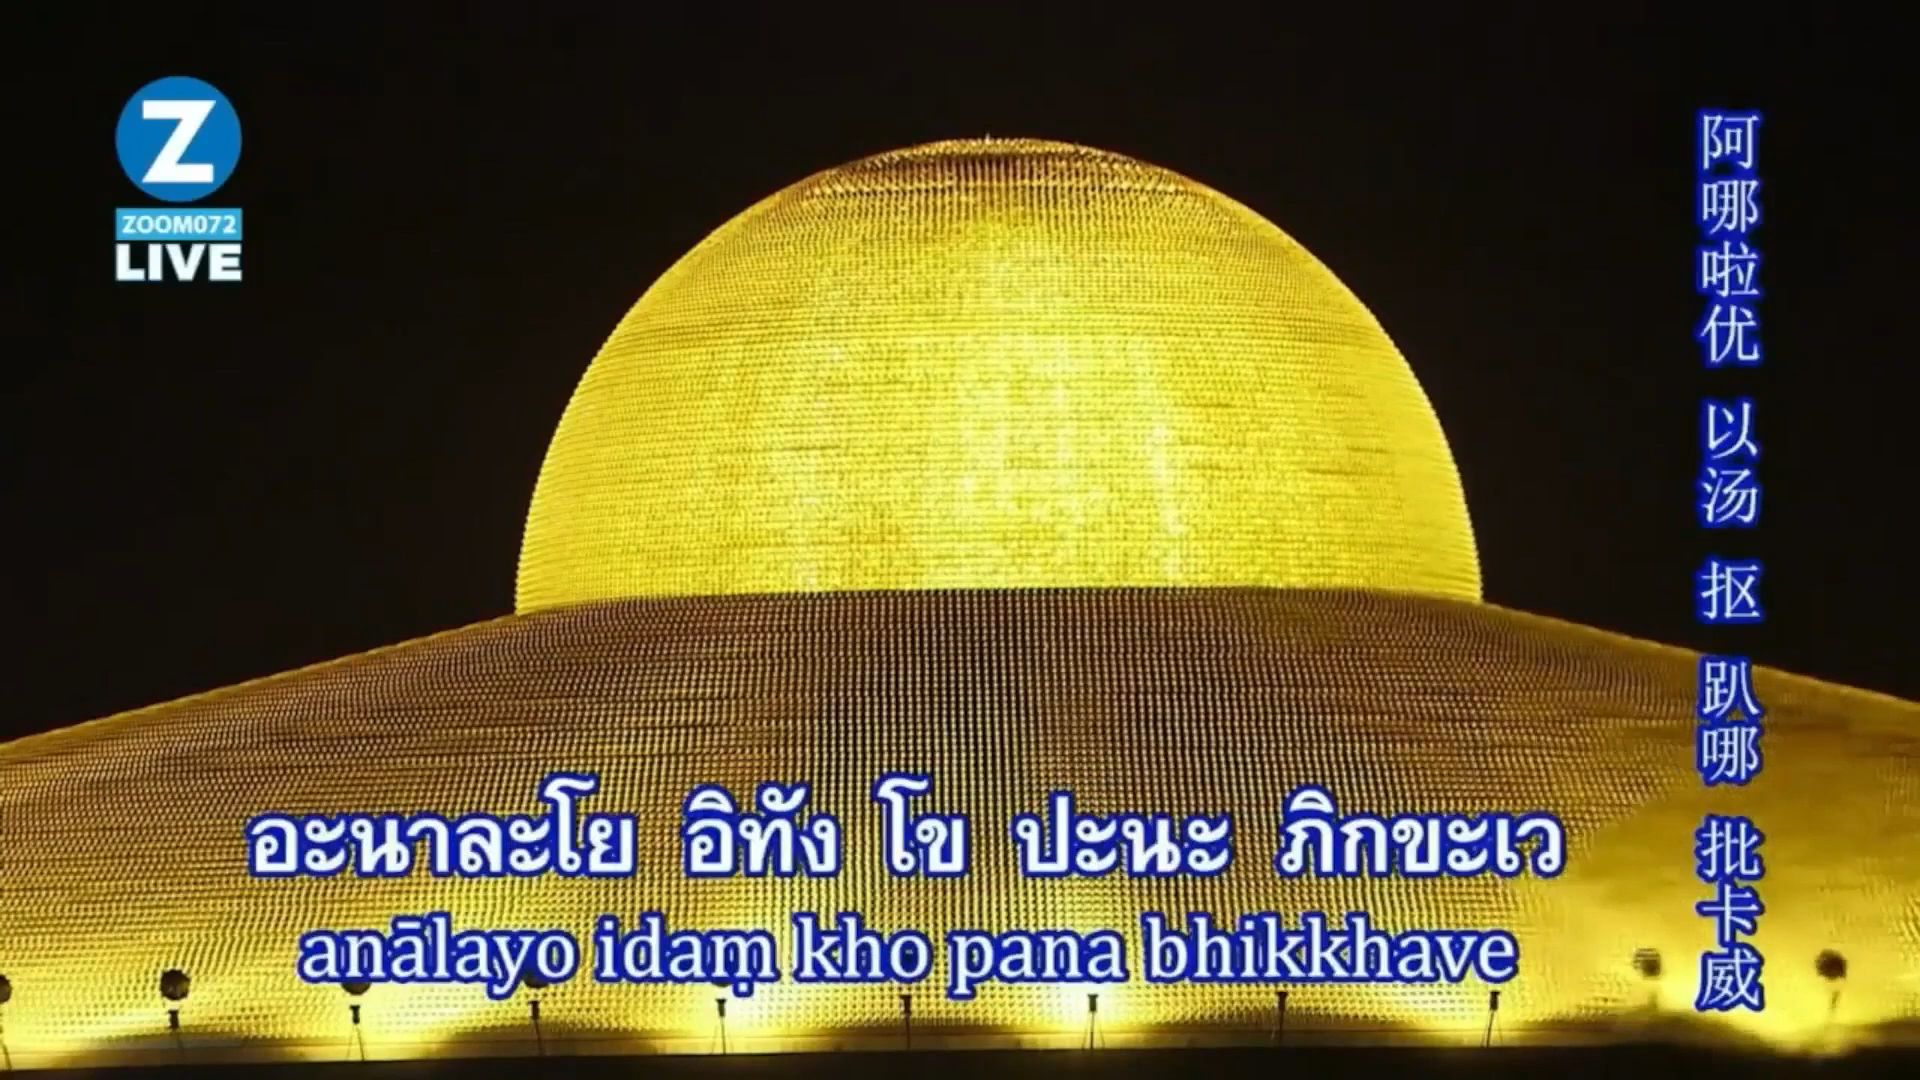 Z
ZOOM072
LIVE
阿哪啦优 以汤 抠 趴哪 批卡威
อะนาละโย อิทัง โข ปะนะ ภิกขะเว
anālayo idaṃ kho pana bhikkhave